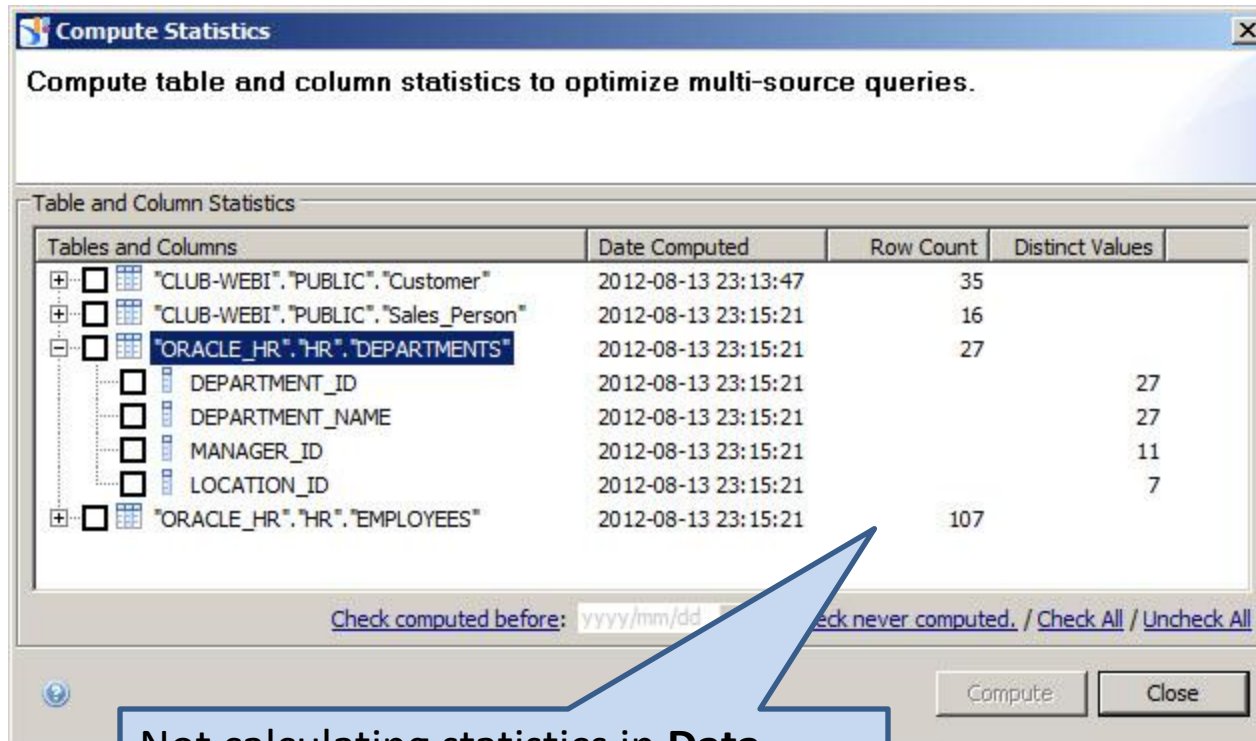 Compute Statistics
Compute table and column statistics to optimize multi-source queries.
Table and Column Statistics
Tables and Columns Date Computed Row Count Distinct Values
"CLUB-WEBI"."PUBLIC"."Customer" 2012-08-13 23:13:47 35
"CLUB-WEBI"."PUBLIC"."Sales_Person" 2012-08-13 23:15:21 16
"ORACLE_HR"."HR"."DEPARTMENTS" 2012-08-13 23:15:21 27
DEPARTMENT_ID 2012-08-13 23:15:21 27
DEPARTMENT_NAME 2012-08-13 23:15:21 27
MANAGER_ID 2012-08-13 23:15:21 11
LOCATION_ID 2012-08-13 23:15:21 7
"ORACLE_HR"."HR"."EMPLOYEES" 2012-08-13 23:15:21 107
Check computed before: yyyy/mm/dd never computed. / Check All / Uncheck All
Compute Close
Not calculating statistics in Data